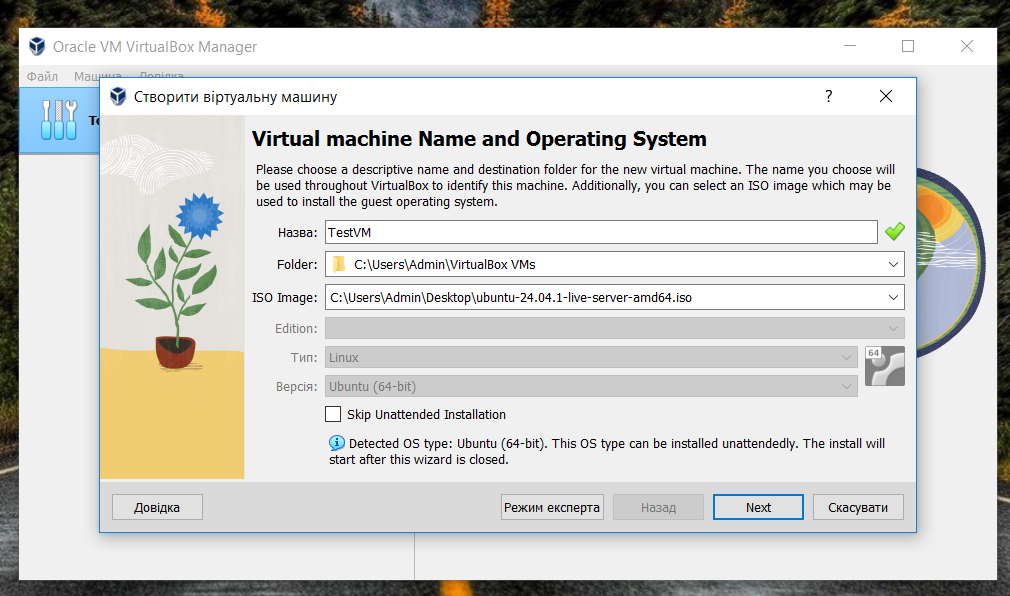 Oracle VM VirtualBox Manager
Файл Машина Довідка
Створити віртуальну машину
?
Virtual machine Name and Operating System
Please choose a descriptive name and destination folder for the new virtual machine. The name you choose will
be used throughout VirtualBox to identify this machine. Additionally, you can select an ISO image which may be
used to install the guest operating system.
Назва: TestVM
Folder: C:\Users\Admin\VirtualBox VMs
ISO Image: C:\Users\Admin\Desktop\ubuntu-24.04.1-live-server-amd64.iso
Edition:
Тип: Linux
64
Версія: Ubuntu (64-bit)
Skip Unattended Installation
Detected OS type: Ubuntu (64-bit). This OS type can be installed unattendedly. The install will
start after this wizard is closed.
Довідка Режим експерта Назад Next Скасувати